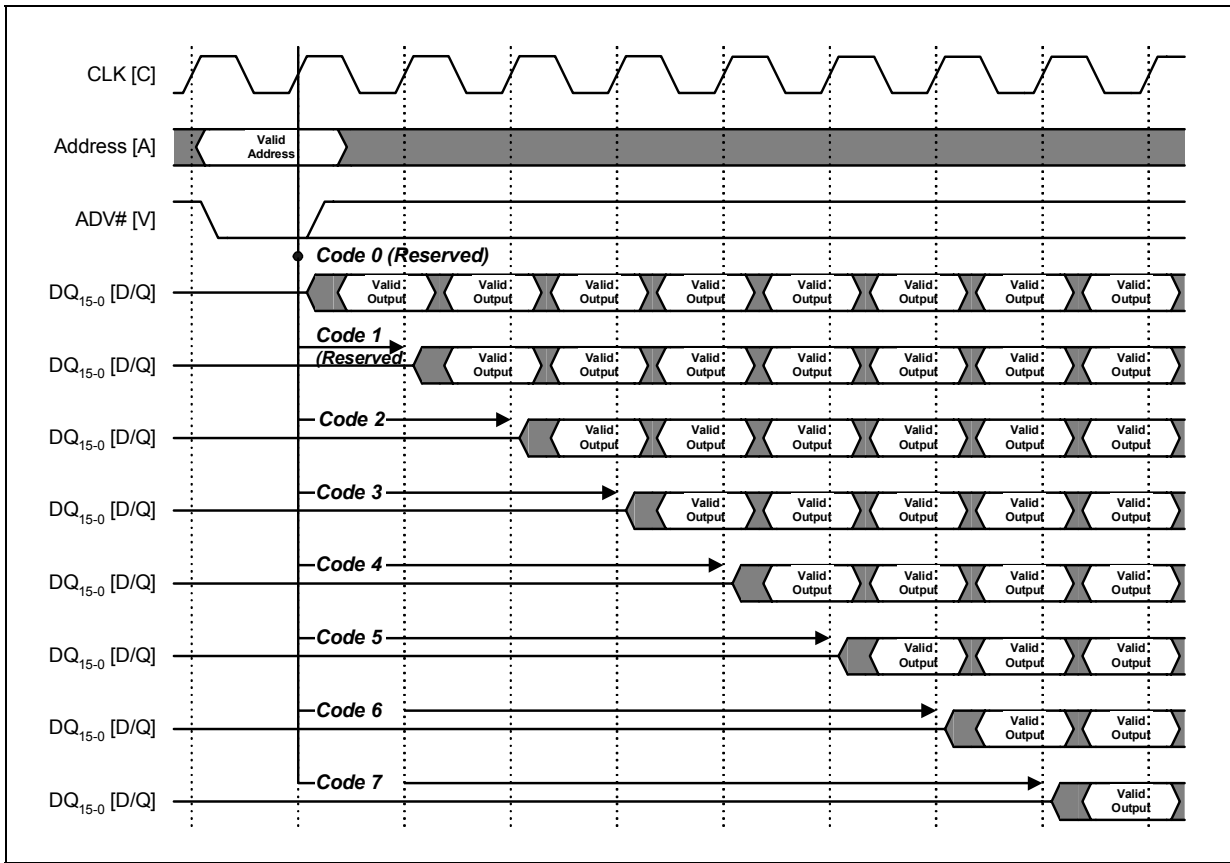 CLK [C]
Address [A]
Valid
Address
ADV# [V]
Code 0 (Reserved)
DQ15-0 [D/Q]
Valid Output Valid Output Valid Output Valid Output Valid Output Valid Output Valid Output Valid Output
Code 1
(Reserved
DQ15-0 [D/Q]
Valid Output Valid Output Valid Output Valid Output Valid Output Valid Output Valid Output
Code 2
DQ15-0 [D/Q]
Valid Output Valid Output Valid Output Valid Output Valid Output Valid Output
Code 3
DQ15-0 [D/Q]
Valid Output Valid Output Valid Output Valid Output Valid Output
Code 4
DQ15-0 [D/Q]
Valid Output Valid Output Valid Output Valid Output
Code 5
DQ15-0 [D/Q]
Valid Output Valid Output Valid Output
Code 6
DQ15-0 [D/Q]
Valid Output Valid Output
Code 7
DQ15-0 [D/Q]
Valid Output